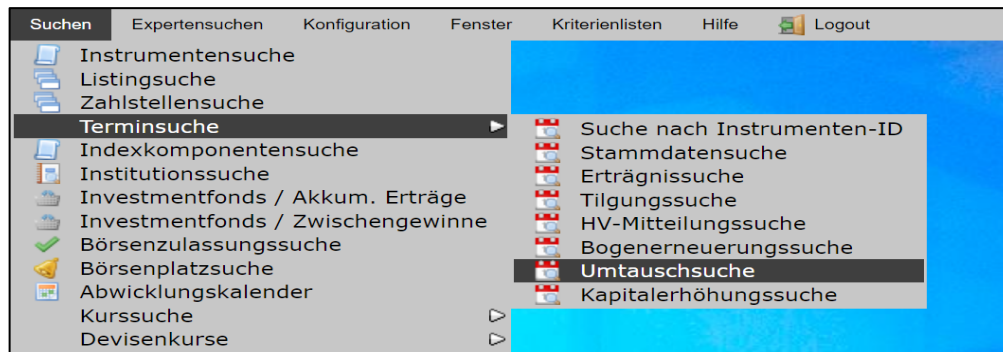 Suchen Expertensuchen Konfiguration Fenster Kriterienlisten Hilfe Logout
Instrumentensuche
Listingsuche
Zahlstellensuche
Terminsuche
Indexkomponentensuche
Institutionssuche
Investmentfonds / Akkum. Erträge
Investmentfonds / Zwischengewinne
Börsenzulassungssuche
Börsenplatzsuche
Abwicklungskalender
Kurssuche
Devisenkurse
Suche nach Instrumenten-ID
Stammdatensuche
Erträgnissuche
Tilgungssuche
HV-Mitteilungssuche
Bogenerneuerungssuche
Umtauschsuche
Kapitalerhöhungssuche